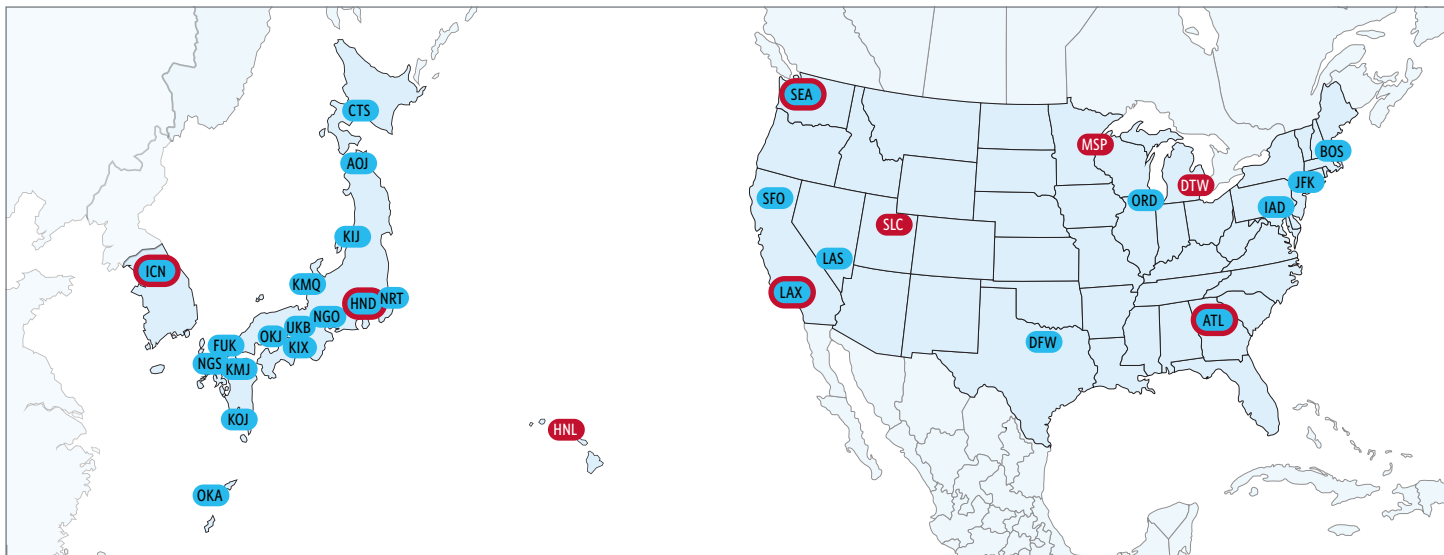 CTS
AOJ
KIJ
ICN
KMQ
HND
NRT
NGO
UKB
OKJ
KIX
FUK
NGS
KMJ
KOJ
OKA
HNL
SEA
MSP
BOS
DTW
JFK
SFO
ORD
IAD
SLC
LAS
LAX
ATL
DFW